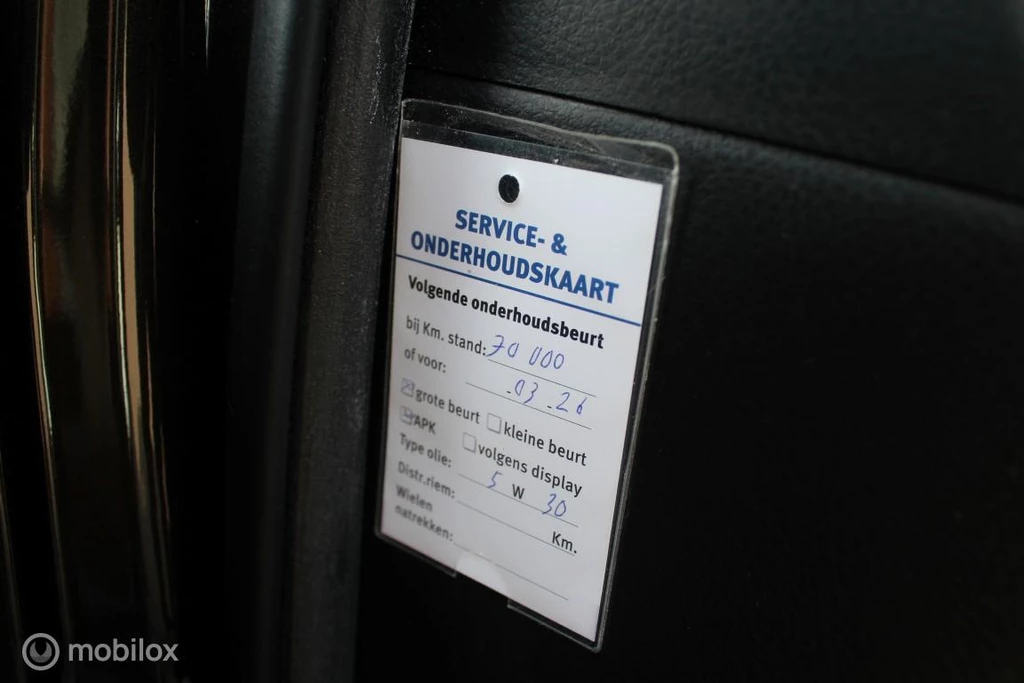 SERVICE- &
ONDERHOUDSKAART
Volgende onderhoudsbeurt
bij Km. stand: 70 000
of voor: .03.26
grote beurt kleine beurt
APK volgens display
Type olie: 5 W 30
Distr.riem: Km.
Wielen
natrekken:
mobilox